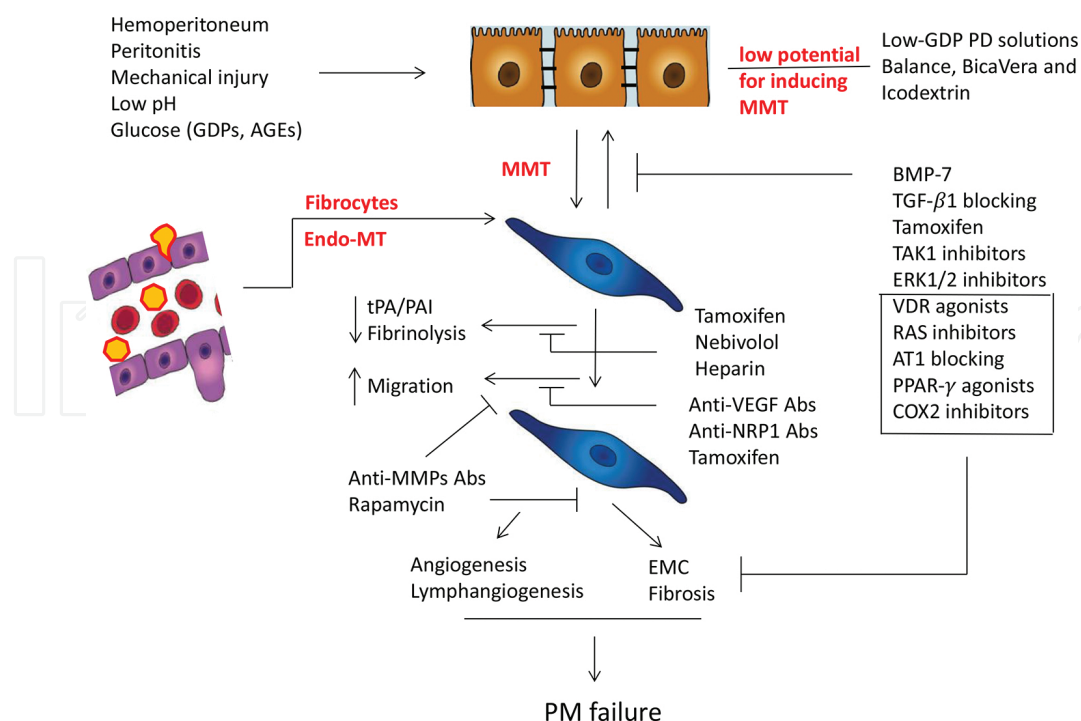 Hemoperitoneum
Peritonitis
Mechanical injury
Low pH
Glucose (GDPs, AGEs)
low potential
for inducing
MMT
Low-GDP PD solutions
Balance, BicaVera and
Icodextrin
MMT
BMP-7
TGF-β1 blocking
Tamoxifen
TAK1 inhibitors
ERK1/2 inhibitors
VDR agonists
RAS inhibitors
AT1 blocking
PPAR-γ agonists
COX2 inhibitors
Fibrocytes
Endo-MT
tPA/PAI
Fibrinolysis
Migration
Tamoxifen
Nebivolol
Heparin
Anti-VEGF Abs
Anti-NRP1 Abs
Tamoxifen
Anti-MMPs Abs
Rapamycin
Angiogenesis
Lymphangiogenesis
EMC
Fibrosis
PM failure